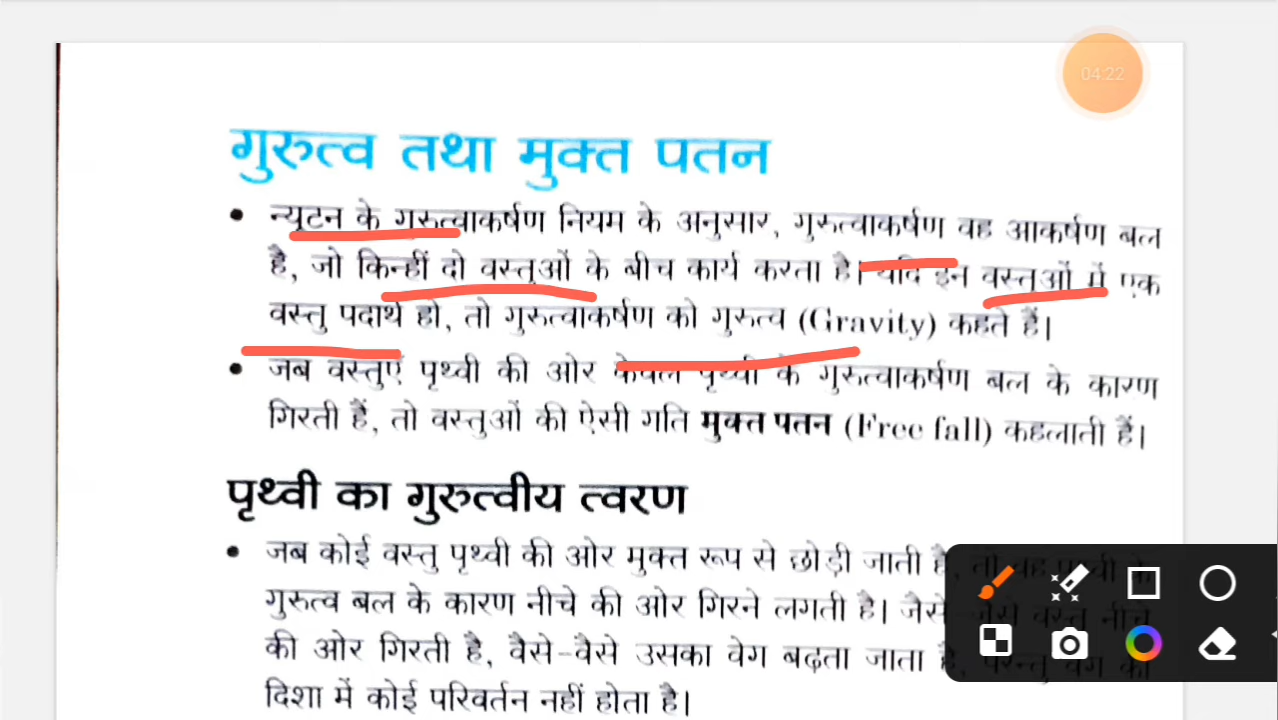 04:22
गुरुत्व तथा मुक्त पतन
• न्यूटन के गुरुत्वाकर्षण नियम के अनुसार, गुरुत्वाकर्षण वह आकर्षण बल
है, जो किन्हीं दो वस्तुओं के बीच कार्य करता है। यदि इन वस्तुओं में एक
वस्तु पदार्थ हो, तो गुरुत्वाकर्षण को गुरुत्व (Gravity) कहते हैं।
• जब वस्तुएँ पृथ्वी की ओर केवल पृथ्वी के गुरुत्वाकर्षण बल के कारण
गिरती हैं, तो वस्तुओं की ऐसी गति मुक्त पतन (Free fall) कहलाती हैं।
पृथ्वी का गुरुत्वीय त्वरण
• जब कोई वस्तु पृथ्वी की ओर मुक्त रूप से छोड़ी जाती है, तो वह पृथ्वी के
गुरुत्व बल के कारण नीचे की ओर गिरने लगती है। जैसे-जैसे वस्तु नीचे
की ओर गिरती है, वैसे-वैसे उसका वेग बढ़ता जाता है, परन्तु वेग की
दिशा में कोई परिवर्तन नहीं होता है।